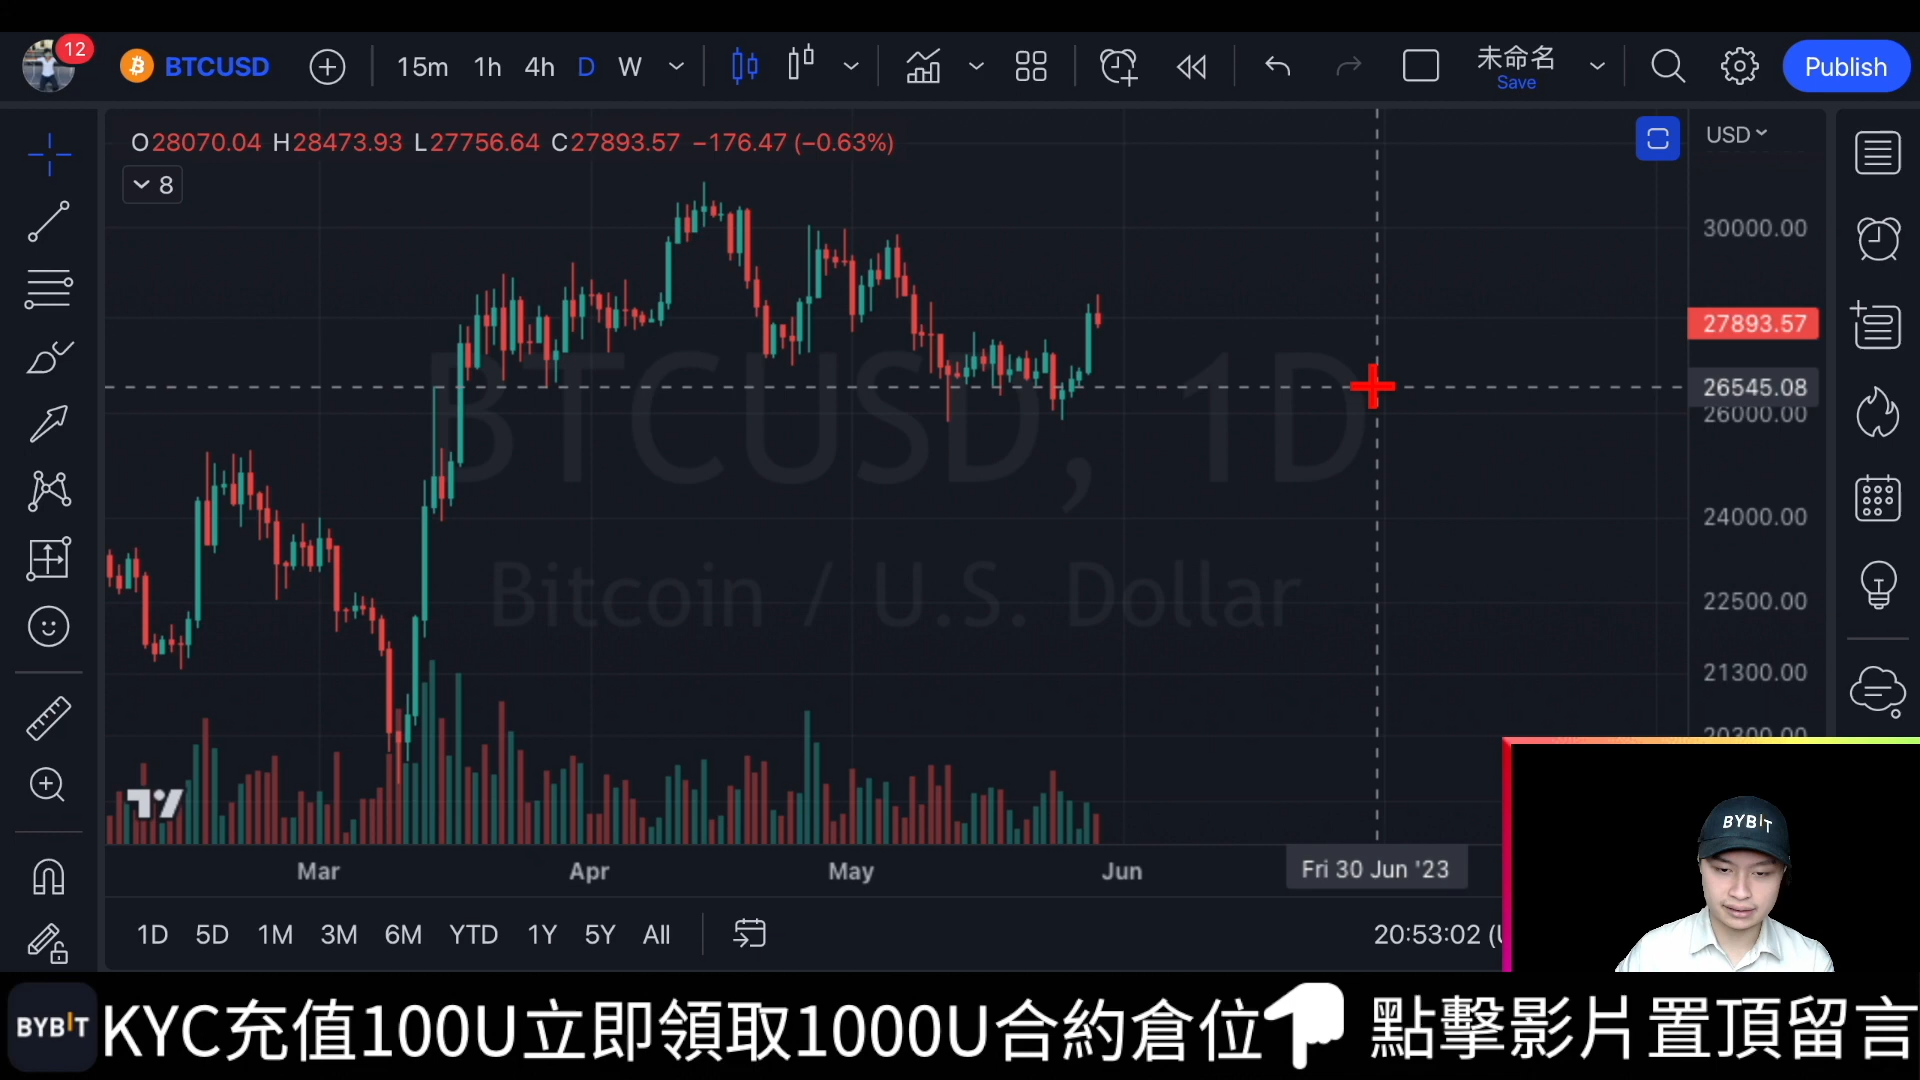 12
BTCUSD
15m 1h 4h D W
未命名
Save
Publish
O28070.04 H28473.93 L27756.64 C27893.57 −176.47 (−0.63%)
8
USD
30000.00
27893.57
26545.08
26000.00
24000.00
22500.00
21300.00
20300.00
BTCUSD, 1D
Bitcoin / U.S. Dollar
Mar Apr May Jun Fri 30 Jun '23
1D 5D 1M 3M 6M YTD 1Y 5Y All
20:53:02 (U
BYBIT
BYBIT KYC充值100U立即領取1000U合約倉位 點擊影片置頂留言